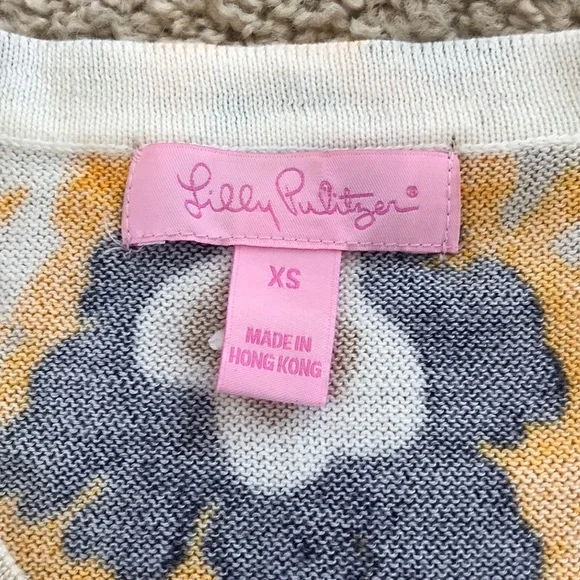 Lilly Pulitzer®
XS
MADE IN
HONG KONG